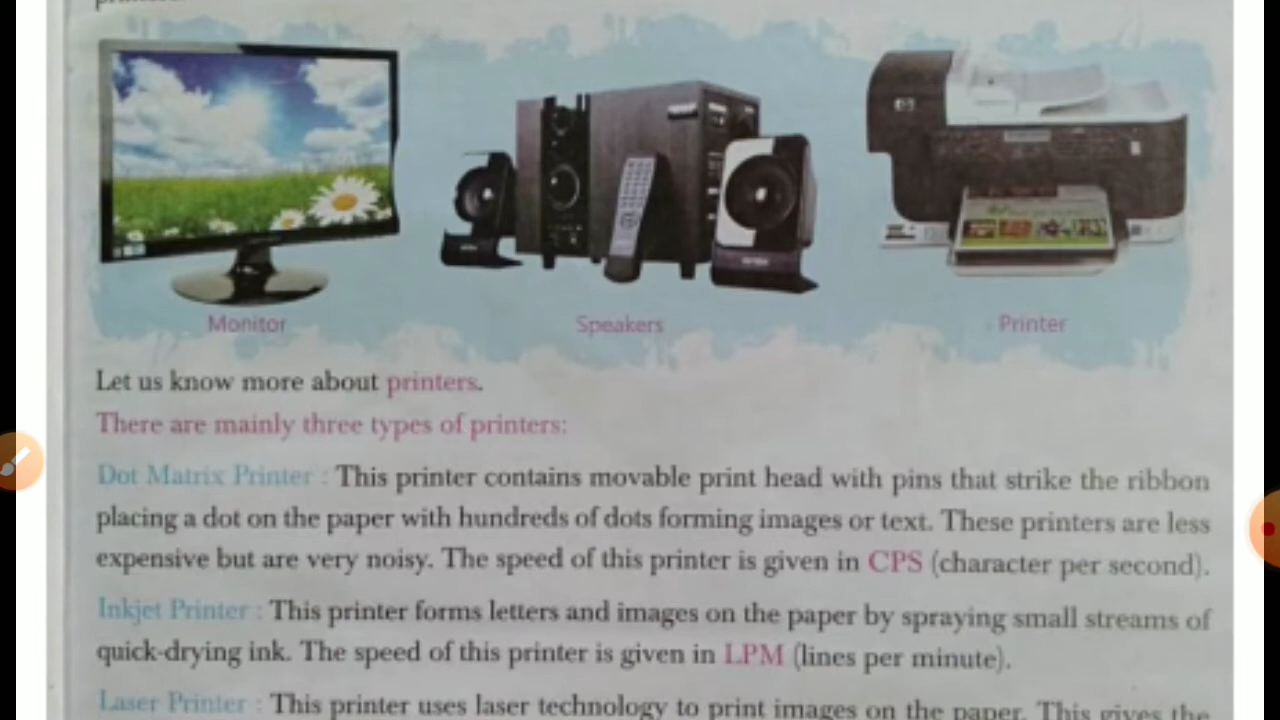 Monitor
Speakers
Printer
Let us know more about printers.
There are mainly three types of printers:
Dot Matrix Printer : This printer contains movable print head with pins that strike the ribbon
placing a dot on the paper with hundreds of dots forming images or text. These printers are less
expensive but are very noisy. The speed of this printer is given in CPS (character per second).
Inkjet Printer : This printer forms letters and images on the paper by spraying small streams of
quick-drying ink. The speed of this printer is given in LPM (lines per minute).
Laser Printer : This printer uses laser technology to print images on the paper. This gives the